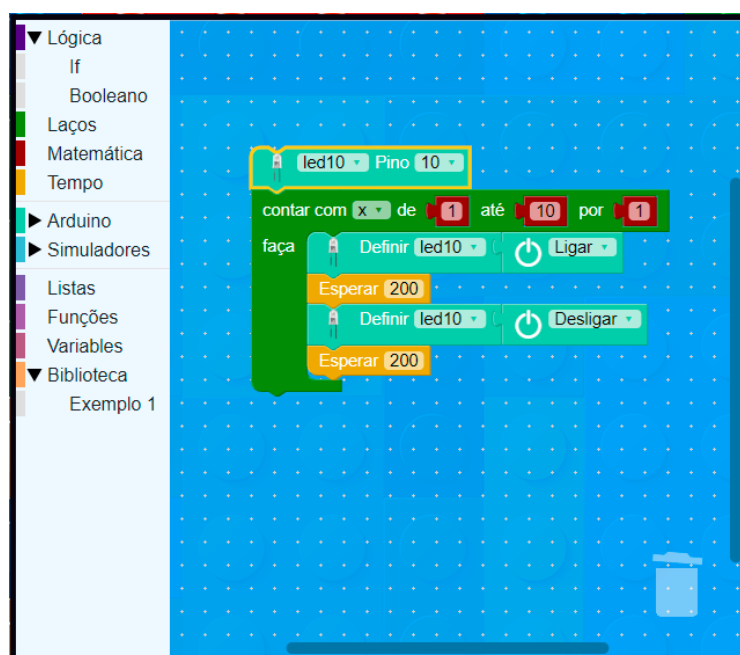 Lógica
If
Booleano
Laços
Matemática
Tempo
Arduino
Simuladores
Listas
Funções
Variables
Biblioteca
Exemplo 1
led10 Pino 10
contar com x de 1 até 10 por 1
faça Definir led10 Ligar
Esperar 200
Definir led10 Desligar
Esperar 200